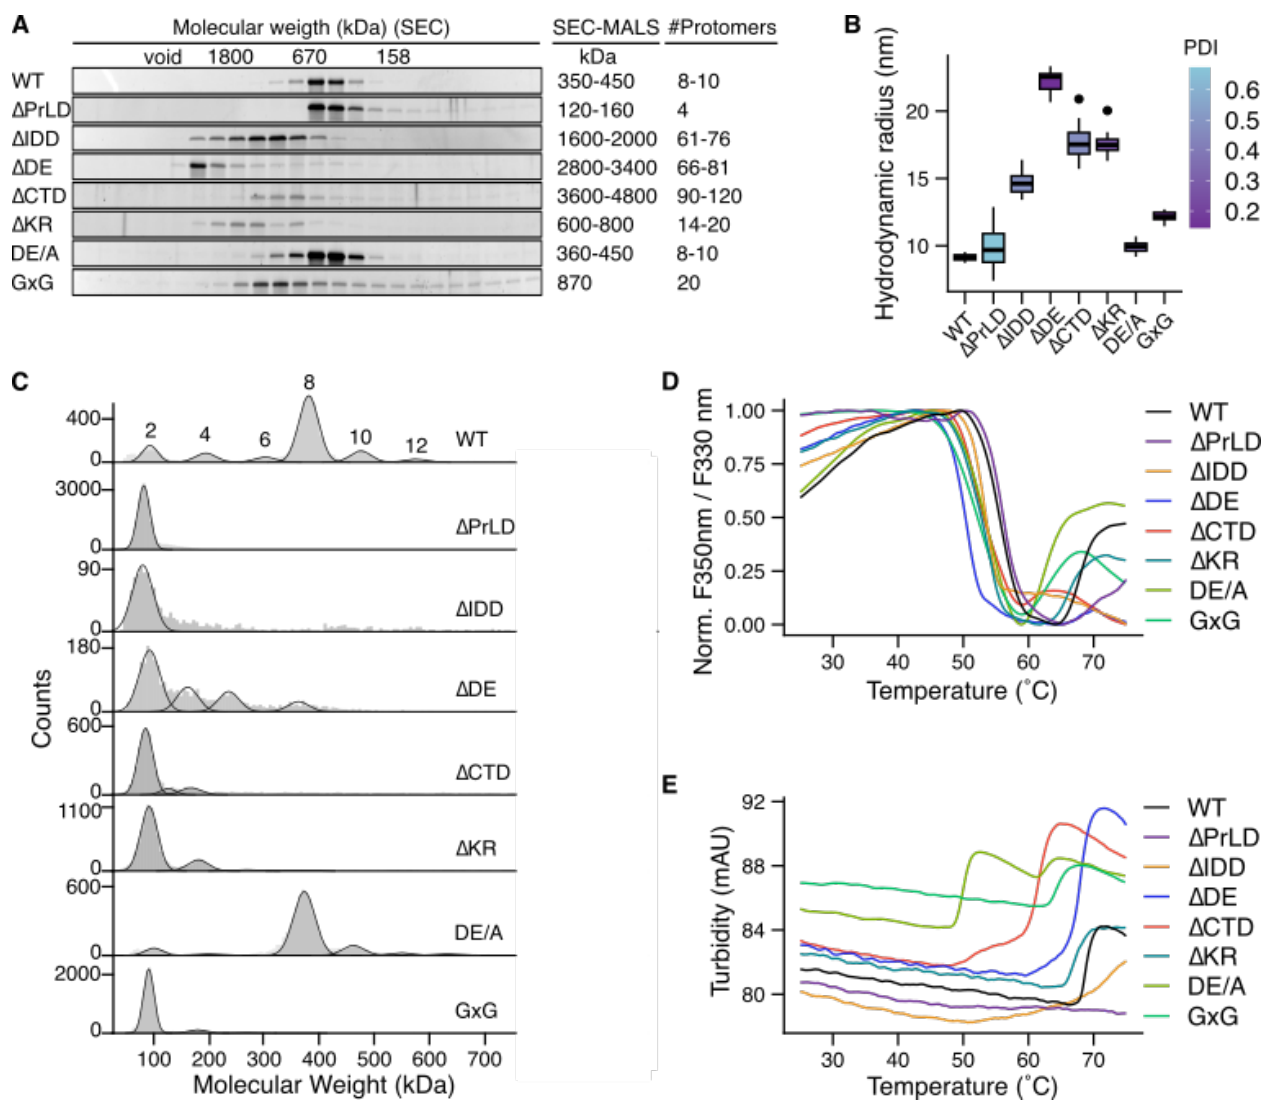 A
Molecular weigth (kDa) (SEC) SEC-MALS #Protomers
void 1800 670 158 kDa
WT 350-450 8-10
ΔPrLD 120-160 4
ΔIDD 1600-2000 61-76
ΔDE 2800-3400 66-81
ΔCTD 3600-4800 90-120
ΔKR 600-800 14-20
DE/A 360-450 8-10
GxG 870 20
B
Hydrodynamic radius (nm)
20
15
10
WT ΔPrLD ΔIDD ΔDE ΔCTD ΔKR DE/A GxG
PDI
0.6
0.5
0.4
0.3
0.2
C
Counts
400
0
2 4 6 8 10 12
WT
3000
0
ΔPrLD
90
0
ΔIDD
180
0
ΔDE
600
0
ΔCTD
1100
0
ΔKR
600
0
DE/A
2000
0
GxG
100 200 300 400 500 600 700
Molecular Weight (kDa)
D
Norm. F350nm / F330 nm
1.00
0.75
0.50
0.25
0.00
30 40 50 60 70
Temperature (˚C)
WT
ΔPrLD
ΔIDD
ΔDE
ΔCTD
ΔKR
DE/A
GxG
E
Turbidity (mAU)
92
88
84
80
30 40 50 60 70
Temperature (˚C)
WT
ΔPrLD
ΔIDD
ΔDE
ΔCTD
ΔKR
DE/A
GxG